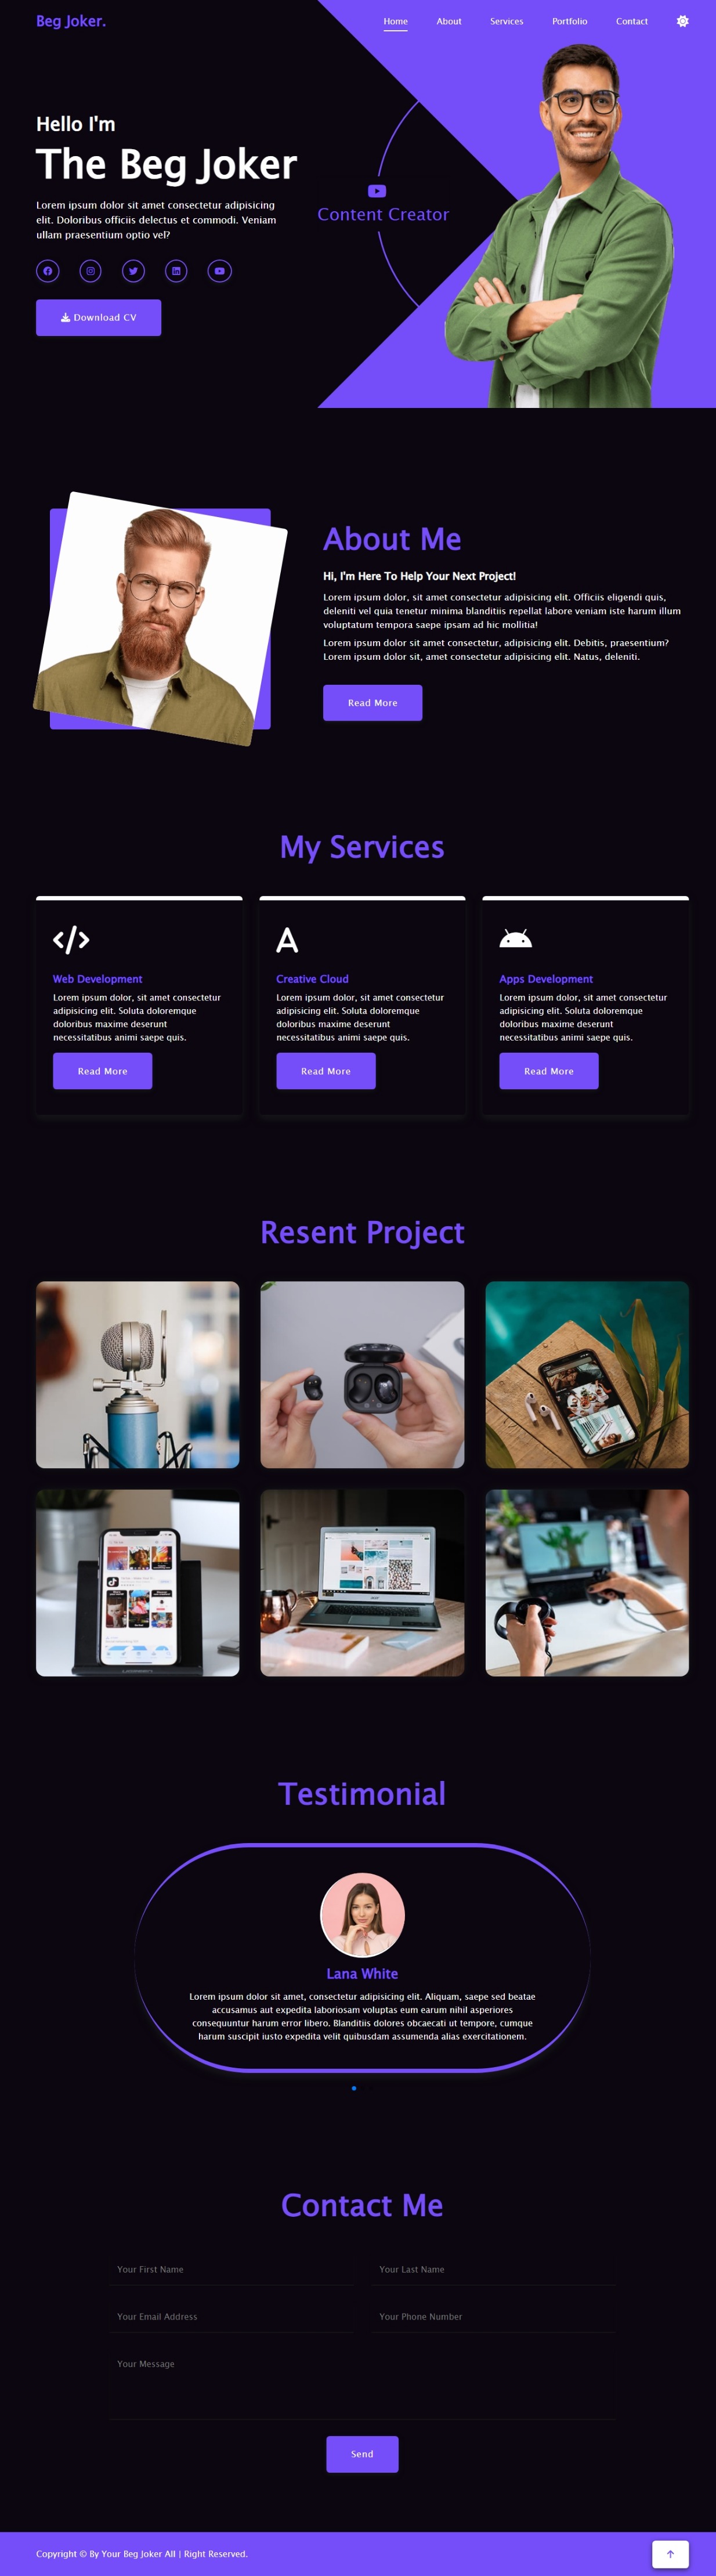 Beg Joker.
Home
About
Services
Portfolio
Contact
Hello I'm
The Beg Joker
Lorem ipsum dolor sit amet consectetur adipisicing
elit. Doloribus officiis delectus et commodi. Veniam
ullam praesentium optio vel?
Content Creator
Download CV
About Me
Hi, I'm Here To Help Your Next Project!
Lorem ipsum dolor, sit amet consectetur adipisicing elit. Officiis eligendi quis,
deleniti vel quia tenetur minima blanditiis repellat labore veniam iste harum illum
voluptatum tempora saepe ipsam ad hic mollitia!
Lorem ipsum dolor sit amet consectetur, adipisicing elit. Debitis, praesentium?
Lorem ipsum dolor sit, amet consectetur adipisicing elit. Natus, deleniti.
Read More
My Services
Web Development
Lorem ipsum dolor, sit amet consectetur
adipisicing elit. Soluta doloremque
doloribus maxime deserunt
necessitatibus animi saepe quis.
Read More
Creative Cloud
Lorem ipsum dolor, sit amet consectetur
adipisicing elit. Soluta doloremque
doloribus maxime deserunt
necessitatibus animi saepe quis.
Read More
Apps Development
Lorem ipsum dolor, sit amet consectetur
adipisicing elit. Soluta doloremque
doloribus maxime deserunt
necessitatibus animi saepe quis.
Read More
Resent Project
Testimonial
Lana White
Lorem ipsum dolor sit amet, consectetur adipisicing elit. Aliquam, saepe sed beatae
accusamus aut expedita laboriosam voluptas eum earum nihil asperiores
consequuntur harum error libero. Blanditiis dolores obcaecati ut tempore, cumque
harum suscipit iusto expedita velit quibusdam assumenda alias exercitationem.
Contact Me
Your First Name
Your Last Name
Your Email Address
Your Phone Number
Your Message
Send
Copyright © By Your Beg Joker All | Right Reserved.